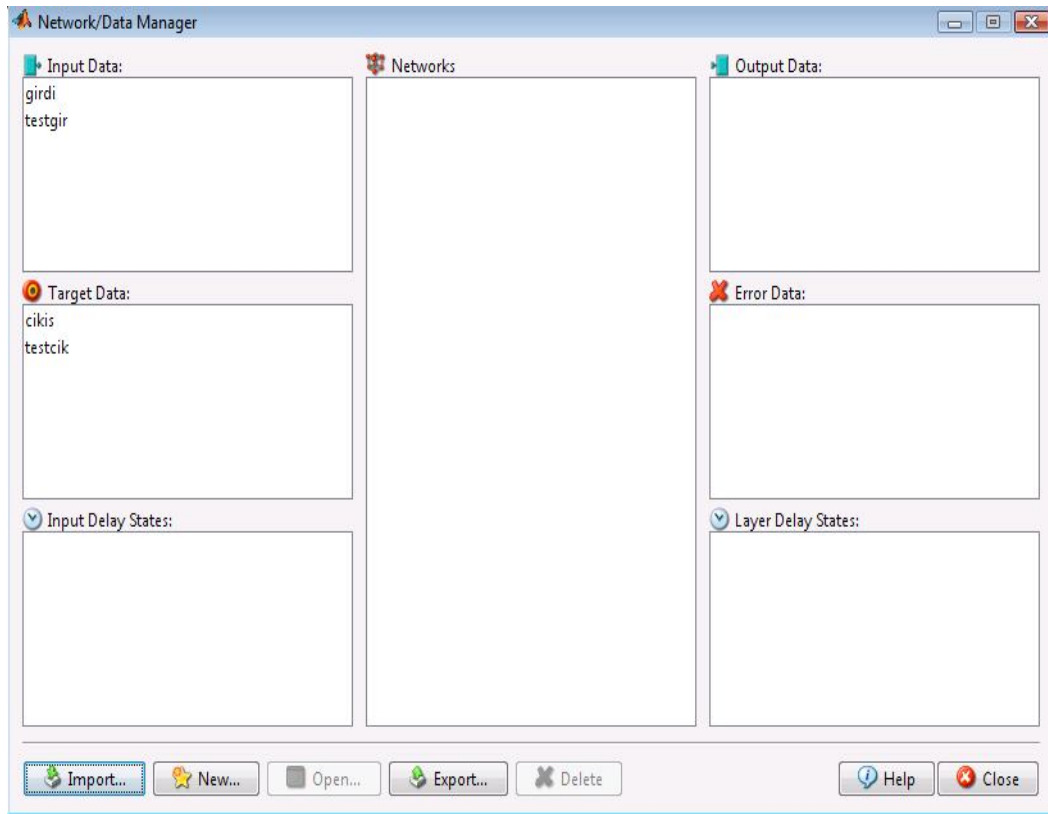 Network/Data Manager
Input Data:
girdi
testgir
Networks
Output Data:
Target Data:
cikis
testcik
Error Data:
Input Delay States:
Layer Delay States:
Import...
New...
Open...
Export...
Delete
Help
Close